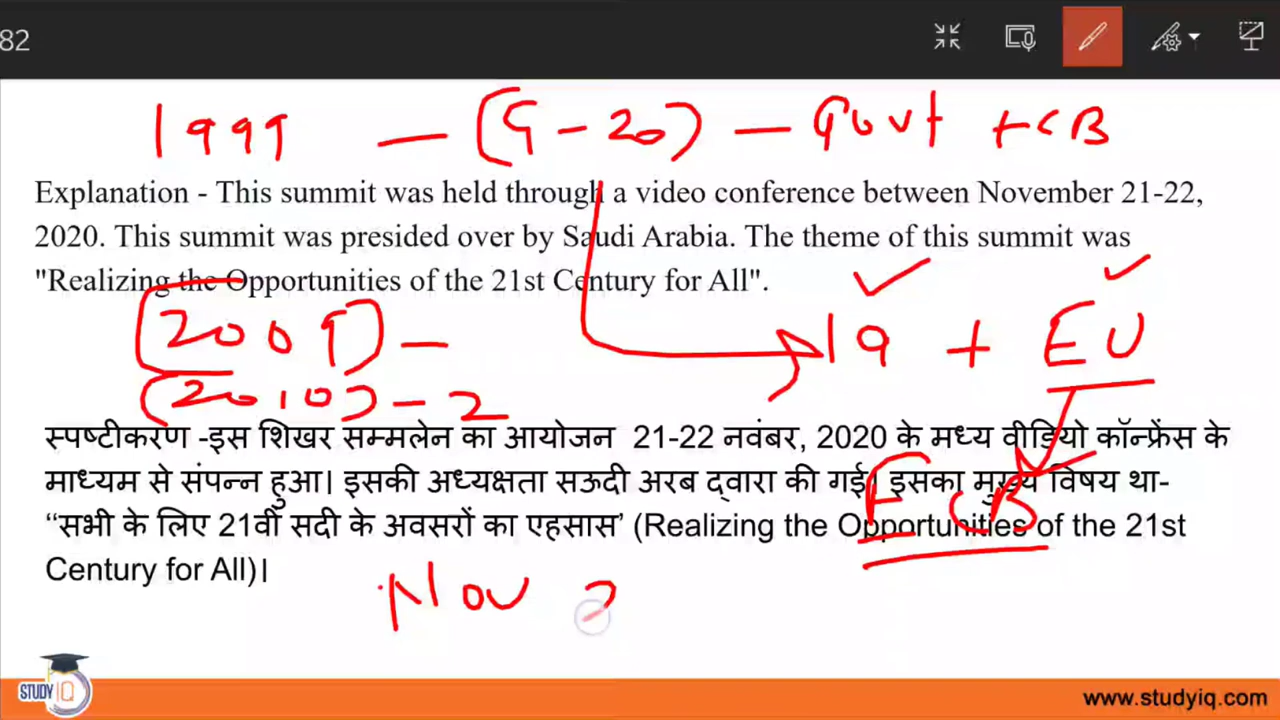 82
1999 - (G-20) - Govt + CB
Explanation - This summit was held through a video conference between November 21-22,
2020. This summit was presided over by Saudi Arabia. The theme of this summit was
"Realizing the Opportunities of the 21st Century for All".
(2009) -
19 + EU
(2010) - 2
स्पष्टीकरण -इस शिखर सम्मलेन का आयोजन 21-22 नवंबर, 2020 के मध्य वीडियो कॉन्फ्रेंस के
माध्यम से संपन्न हुआ। इसकी अध्यक्षता सऊदी अरब द्वारा की गई। इसका मुख्य विषय था-
“सभी के लिए 21वीं सदी के अवसरों का एहसास’ (Realizing the Opportunities of the 21st
ECB
Century for All)।
Nov 2
STUDY IQ
www.studyiq.com